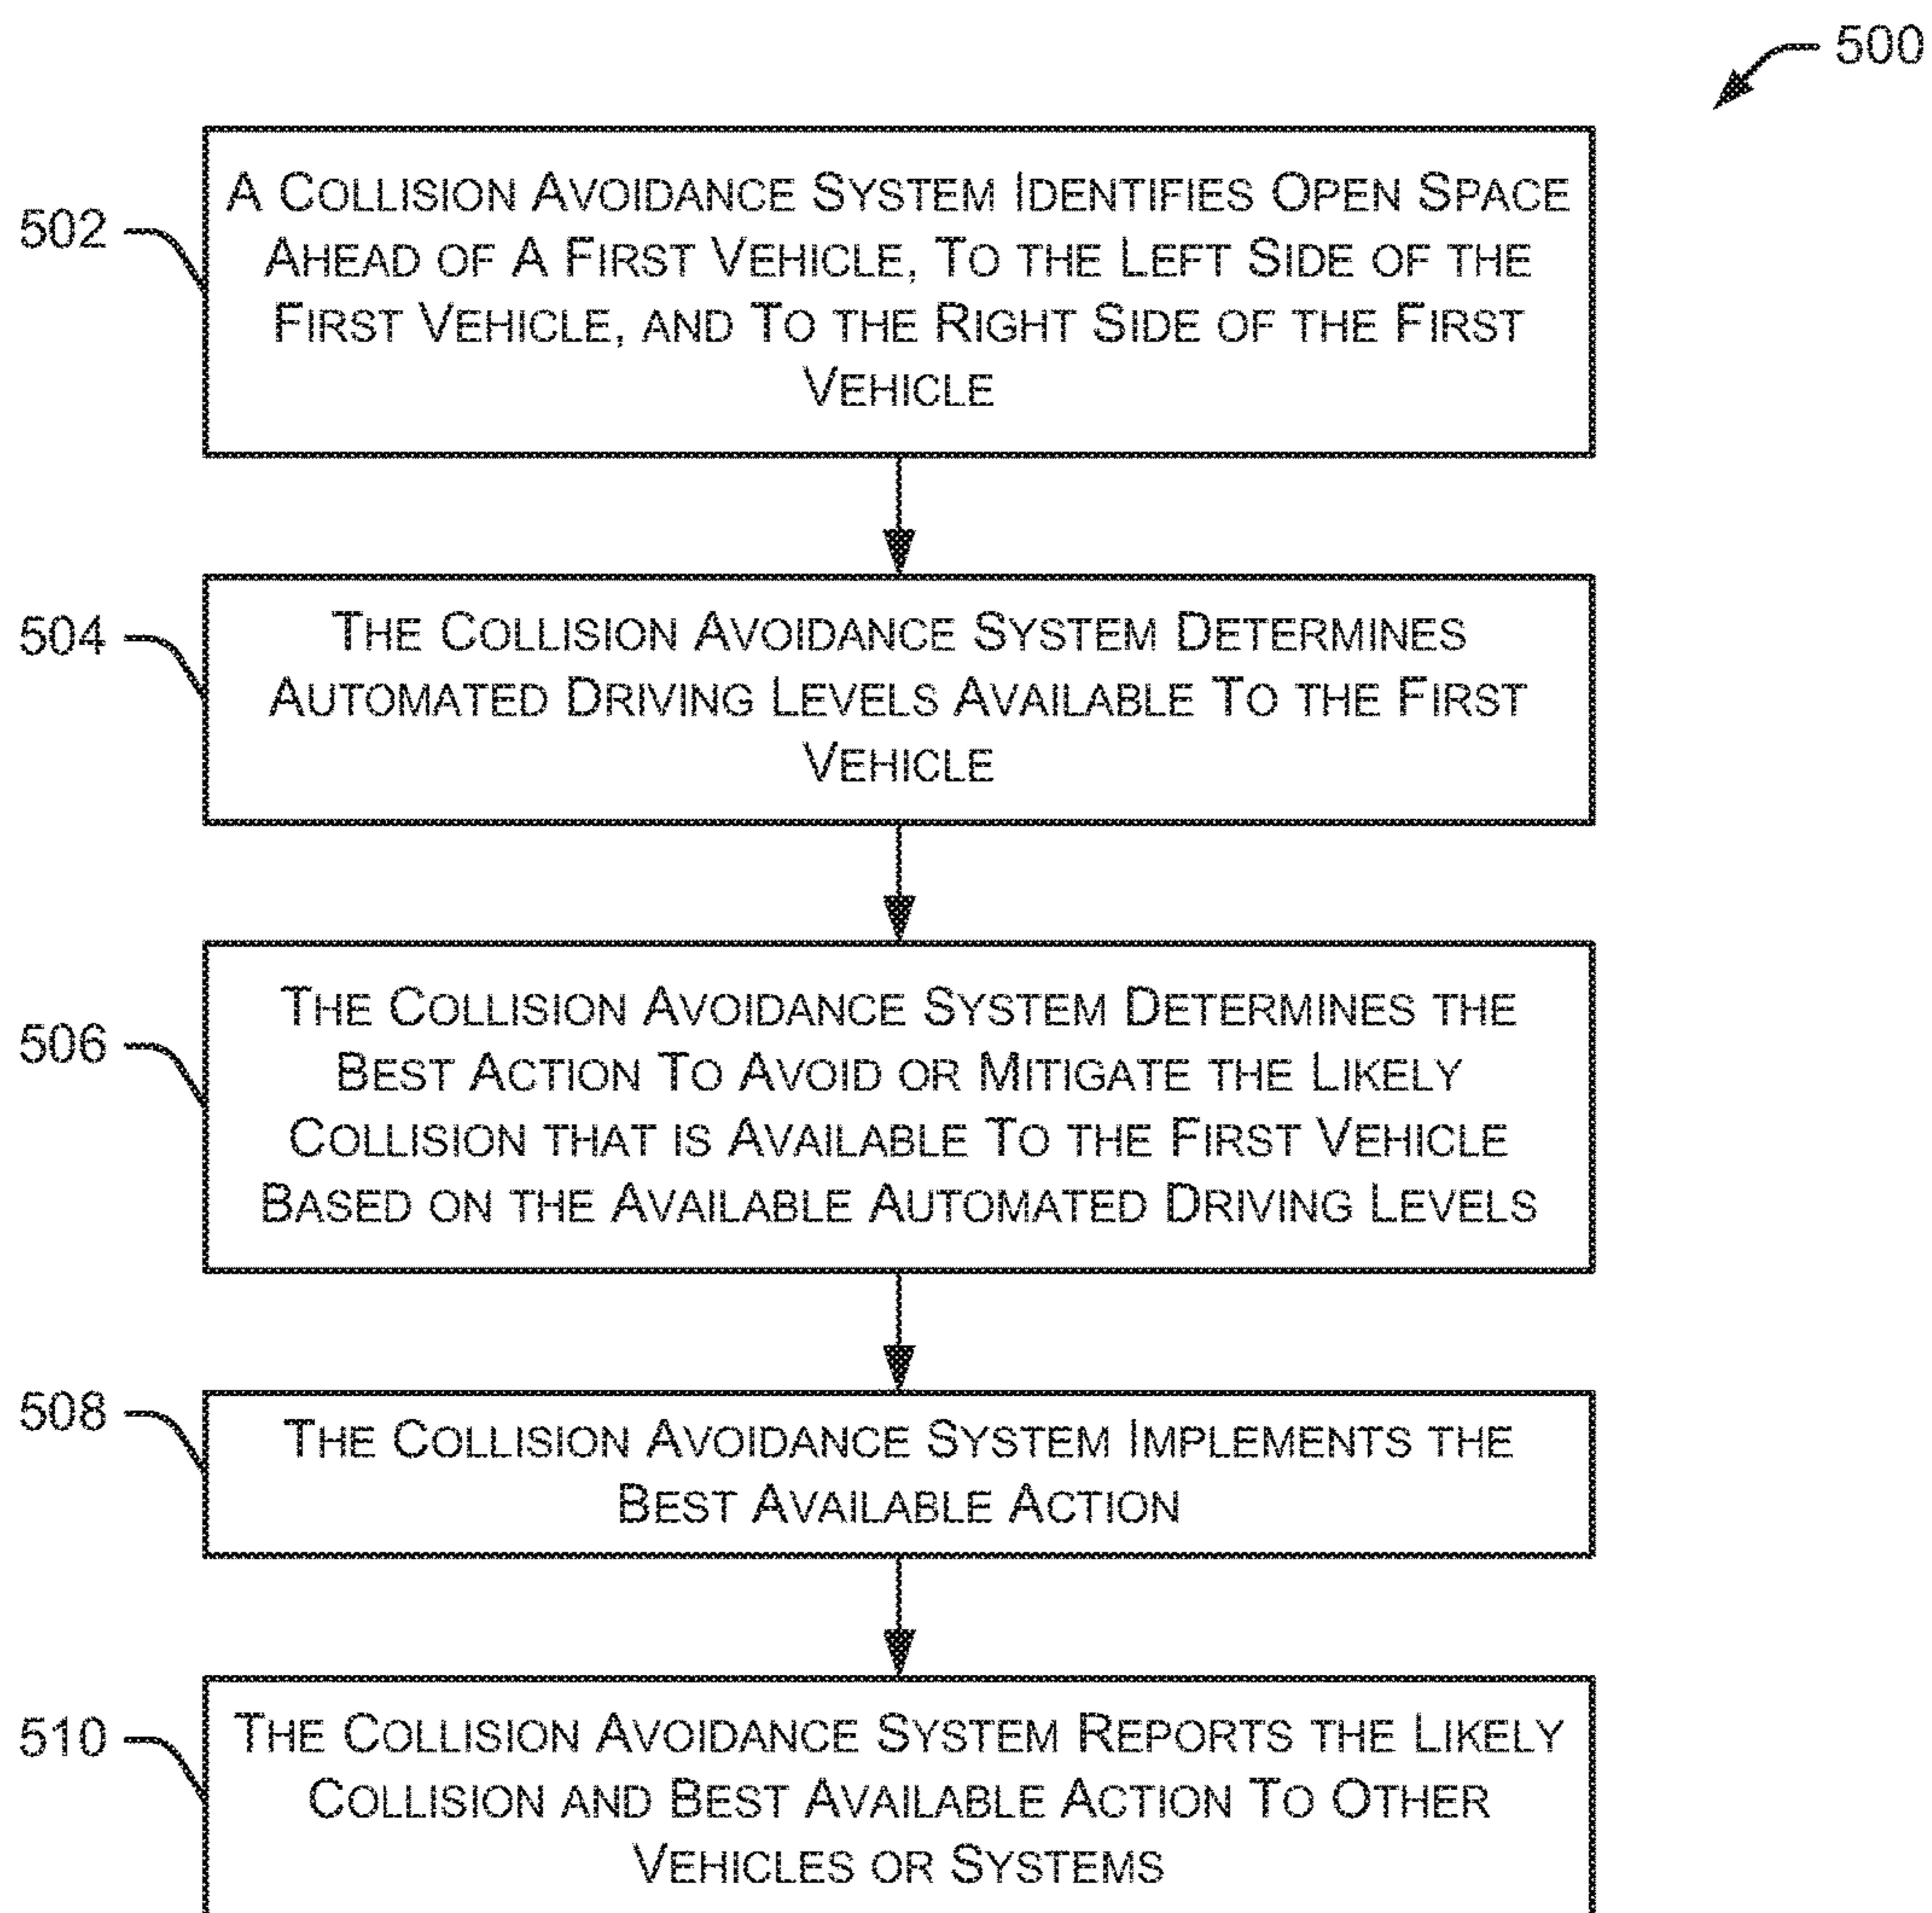 500
502
A COLLISION AVOIDANCE SYSTEM IDENTIFIES OPEN SPACE
AHEAD OF A FIRST VEHICLE, TO THE LEFT SIDE OF THE
FIRST VEHICLE, AND TO THE RIGHT SIDE OF THE FIRST
VEHICLE
504
THE COLLISION AVOIDANCE SYSTEM DETERMINES
AUTOMATED DRIVING LEVELS AVAILABLE TO THE FIRST
VEHICLE
506
THE COLLISION AVOIDANCE SYSTEM DETERMINES THE
BEST ACTION TO AVOID OR MITIGATE THE LIKELY
COLLISION THAT IS AVAILABLE TO THE FIRST VEHICLE
BASED ON THE AVAILABLE AUTOMATED DRIVING LEVELS
508
THE COLLISION AVOIDANCE SYSTEM IMPLEMENTS THE
BEST AVAILABLE ACTION
510
THE COLLISION AVOIDANCE SYSTEM REPORTS THE LIKELY
COLLISION AND BEST AVAILABLE ACTION TO OTHER
VEHICLES OR SYSTEMS